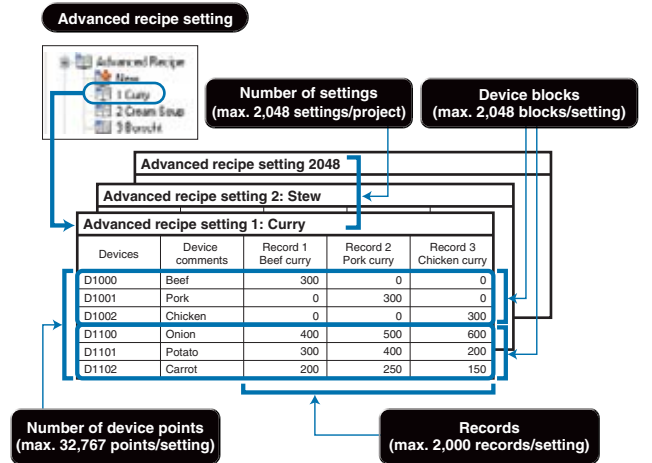 Advanced recipe setting
Advanced Recipe
New
1 Curry
2 Cream Soup
3 Borscht
Number of settings
(max. 2,048 settings/project)
Device blocks
(max. 2,048 blocks/setting)
Advanced recipe setting 2048
Advanced recipe setting 2: Stew
Advanced recipe setting 1: Curry
Devices Device comments Record 1 Beef curry Record 2 Pork curry Record 3 Chicken curry
D1000 Beef 300 0 0
D1001 Pork 0 300 0
D1002 Chicken 0 0 300
D1100 Onion 400 500 600
D1101 Potato 300 400 200
D1102 Carrot 200 250 150
Number of device points
(max. 32,767 points/setting)
Records
(max. 2,000 records/setting)